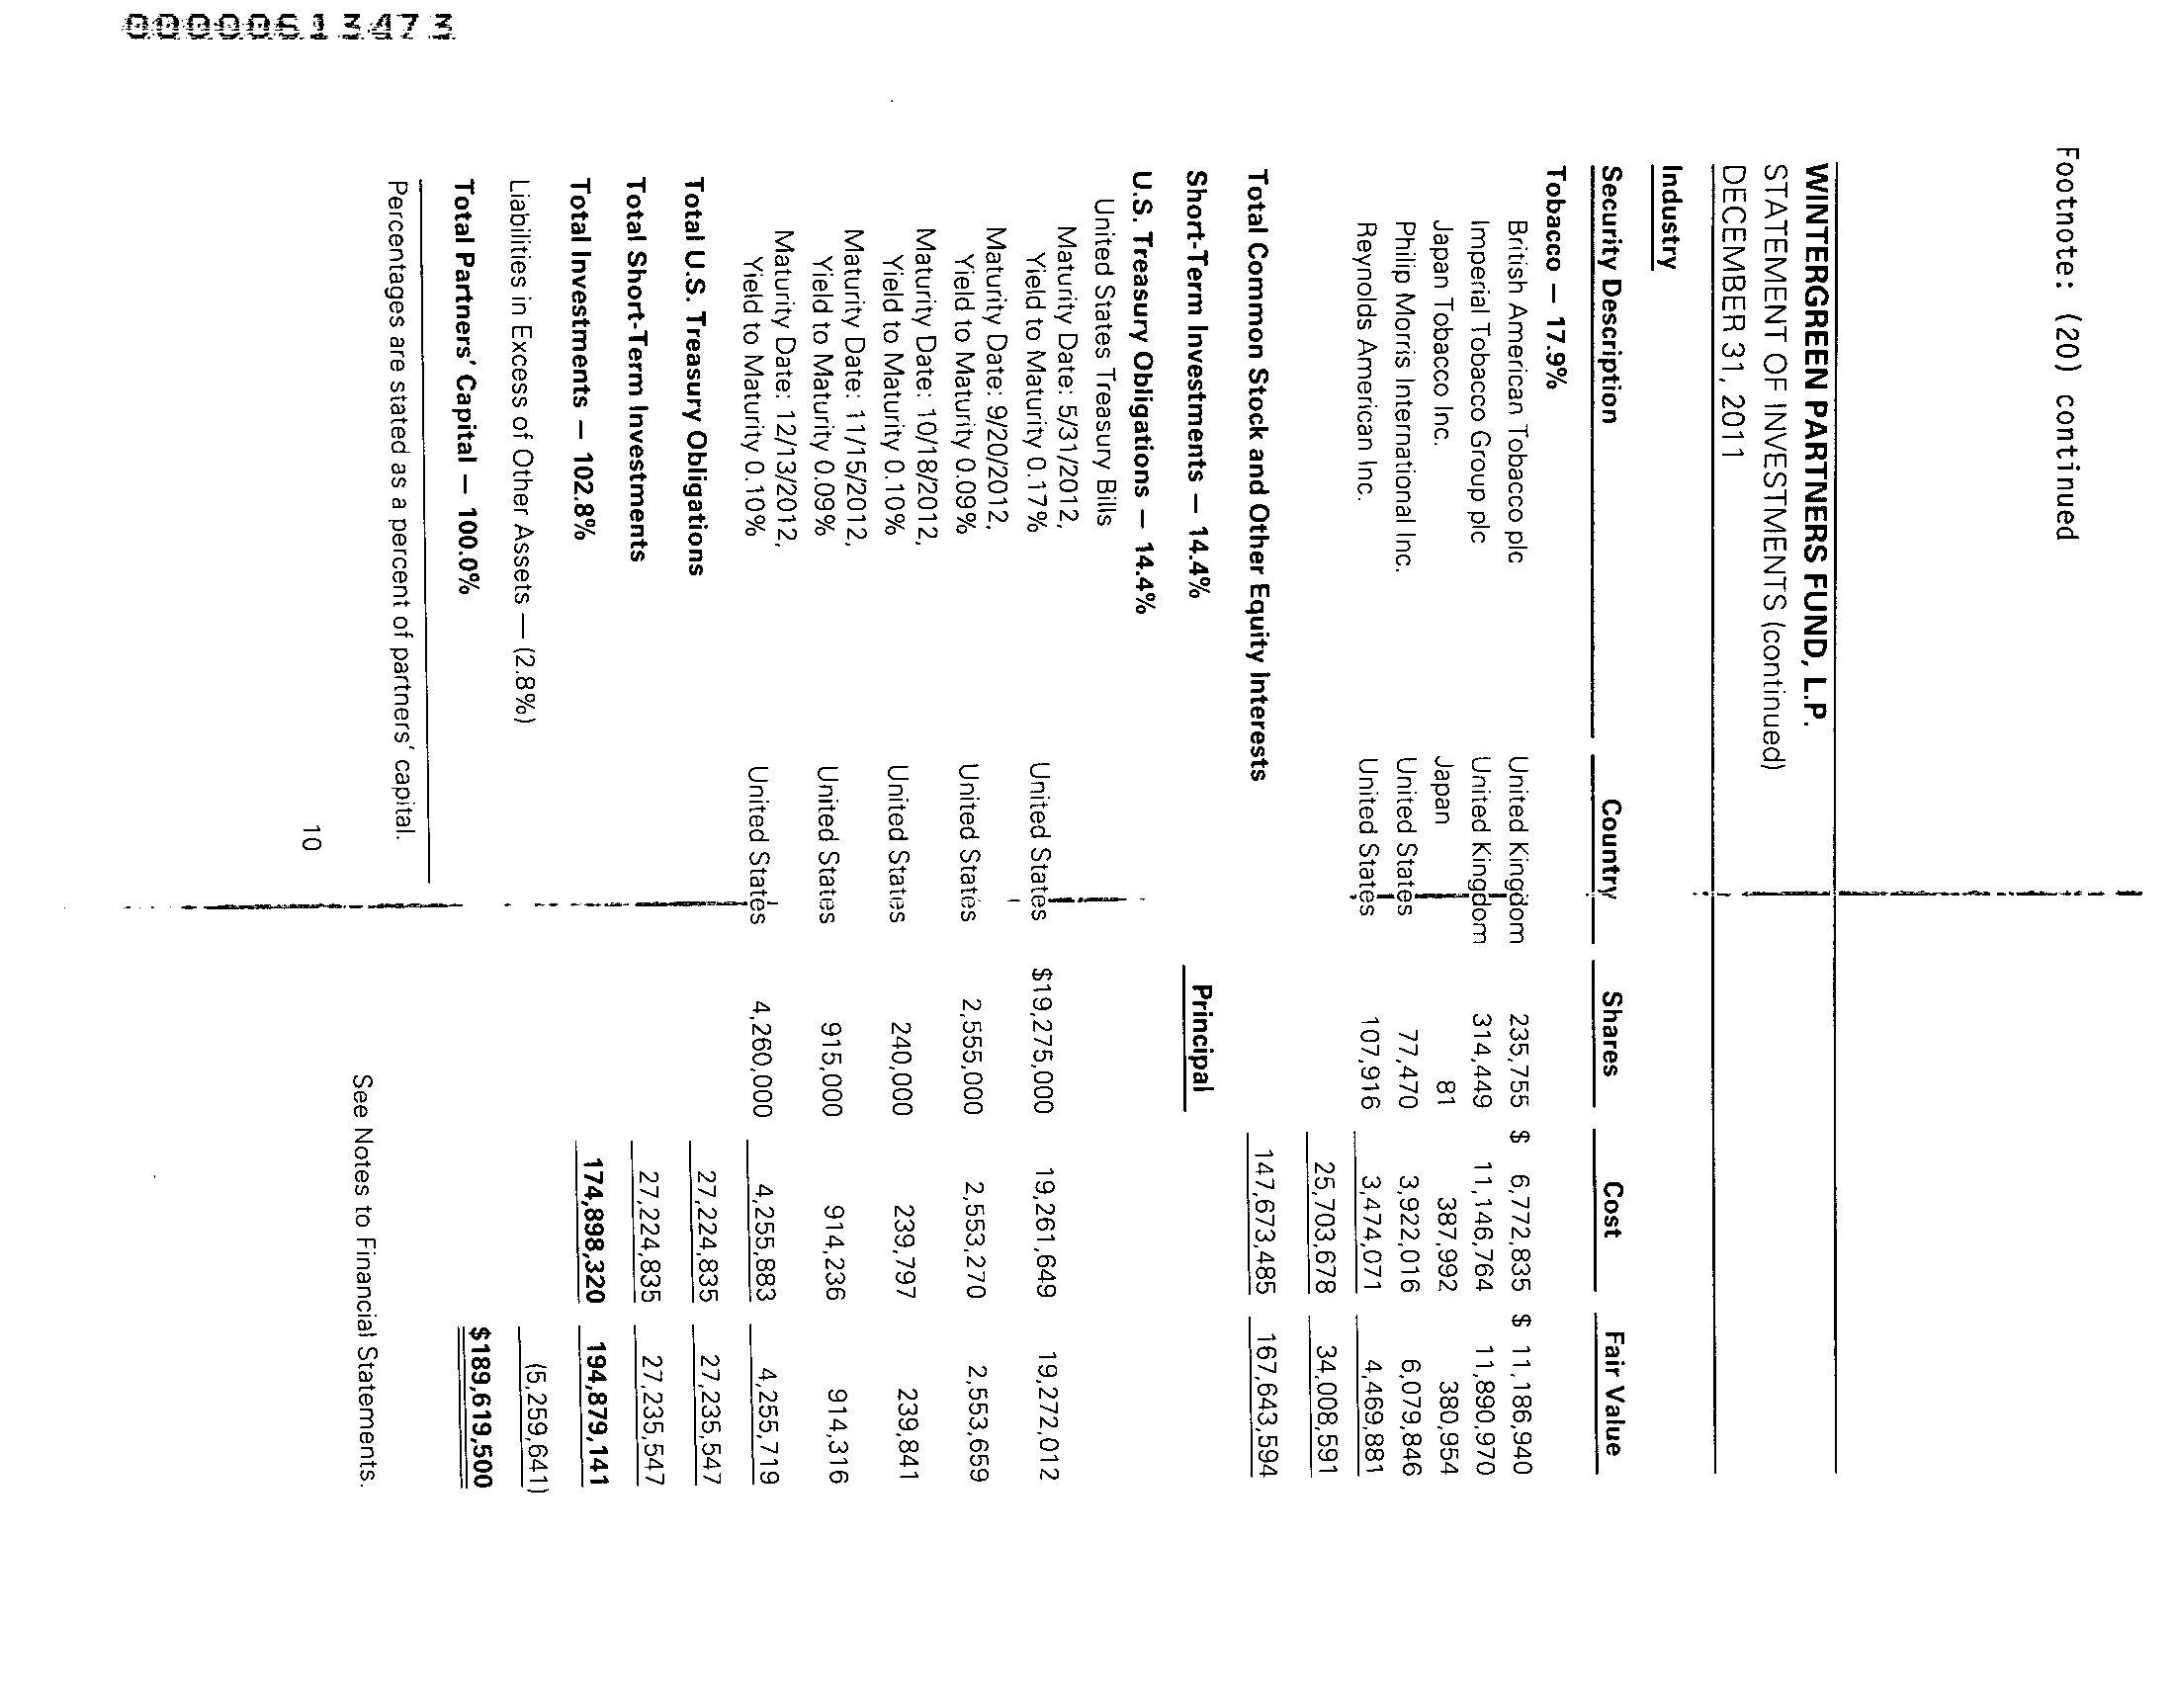 00000613473
Footnote: (20) continued
WINTERGREEN PARTNERS FUND, L.P.
STATEMENT OF INVESTMENTS (continued)
DECEMBER 31, 2011
Industry
Security Description Country Shares Cost Fair Value
Tobacco — 17.9%
British American Tobacco plc United Kingdom 235,755 $ 6,772,835 $ 11,186,940
Imperial Tobacco Group plc United Kingdom 314,449 11,146,764 11,890,970
Japan Tobacco Inc. Japan 81 387,992 380,954
Philip Morris International Inc. United States 77,470 3,922,016 6,079,846
Reynolds American Inc. United States 107,916 3,474,071 4,469,881
25,703,678 34,008,591
Total Common Stock and Other Equity Interests 147,673,485 167,643,594
Short-Term Investments — 14.4% Principal
U.S. Treasury Obligations — 14.4%
United States Treasury Bills
Maturity Date: 5/31/2012,
Yield to Maturity 0.17% United States $19,275,000 19,261,649 19,272,012
Maturity Date: 9/20/2012,
Yield to Maturity 0.09% United States 2,555,000 2,553,270 2,553,659
Maturity Date: 10/18/2012,
Yield to Maturity 0.10% United States 240,000 239,797 239,841
Maturity Date: 11/15/2012,
Yield to Maturity 0.09% United States 915,000 914,236 914,316
Maturity Date: 12/13/2012,
Yield to Maturity 0.10% United States 4,260,000 4,255,883 4,255,719
Total U.S. Treasury Obligations 27,224,835 27,235,547
Total Short-Term Investments 27,224,835 27,235,547
Total Investments — 102.8% 174,898,320 194,879,141
Liabilities in Excess of Other Assets — (2.8%) (5,259,641)
Total Partners' Capital — 100.0% $189,619,500
Percentages are stated as a percent of partners' capital.
See Notes to Financial Statements.
10